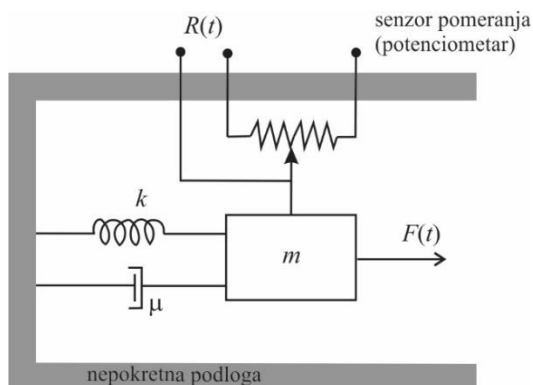 R(t)
senzor pomeranja
(potenciometar)
k
m
F(t)
μ
nepokretna podloga